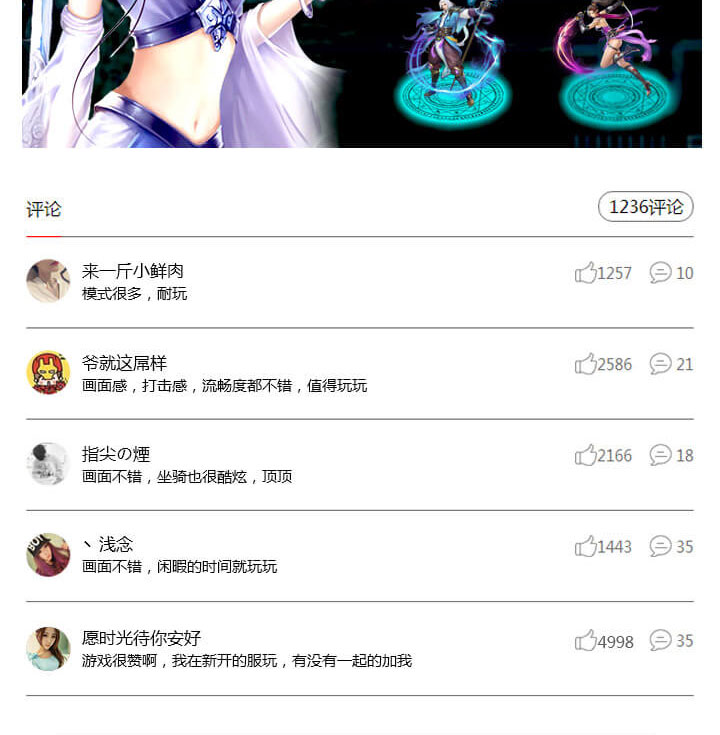 评论
1236评论
来一斤小鲜肉
1257 10
模式很多，耐玩
爷就这屌样
2586 21
画面感，打击感，流畅度都不错，值得玩玩
指尖の煙
2166 18
画面不错，坐骑也很酷炫，顶顶
丶浅念
1443 35
画面不错，闲暇的时间就玩玩
愿时光待你安好
4998 35
游戏很赞啊，我在新开的服玩，有没有一起的加我